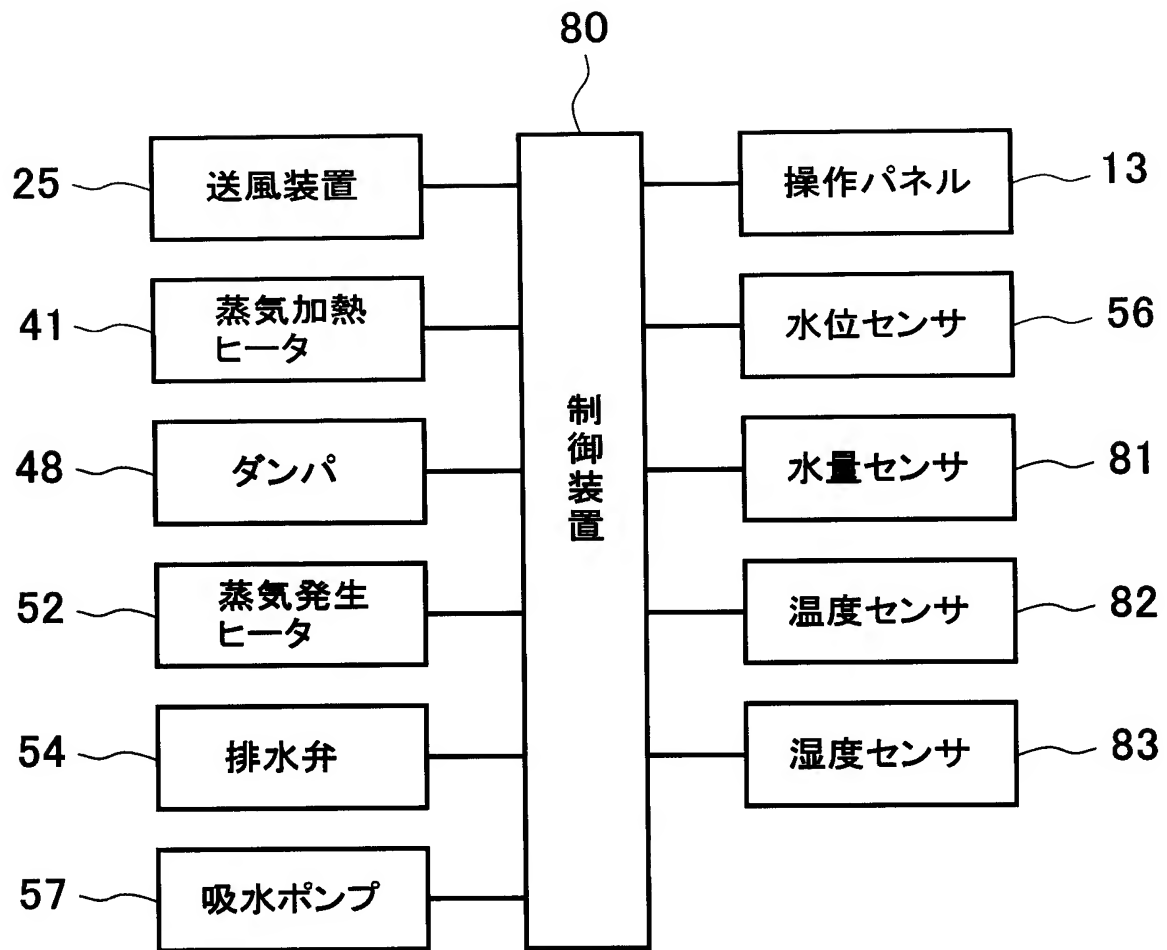 80
25
送風装置
操作パネル
13
41
蒸気加熱
ヒータ
水位センサ
56
制御装置
48
ダンパ
水量センサ
81
52
蒸気発生
ヒータ
温度センサ
82
54
排水弁
湿度センサ
83
57
吸水ポンプ